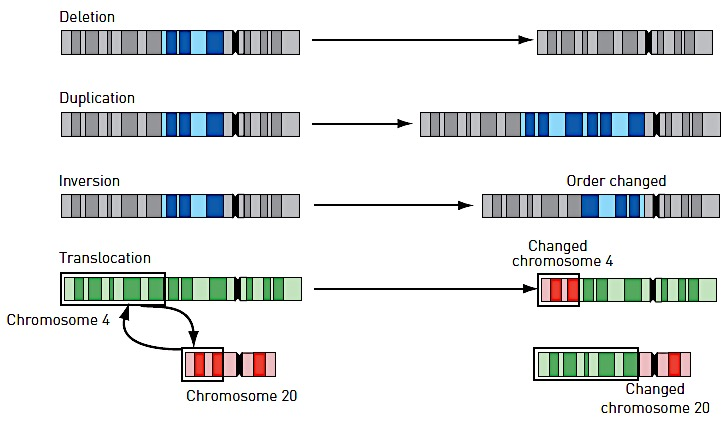 Deletion
Duplication
Inversion
Order changed
Translocation
Changed
chromosome 4
Chromosome 4
Chromosome 20
Changed
chromosome 20